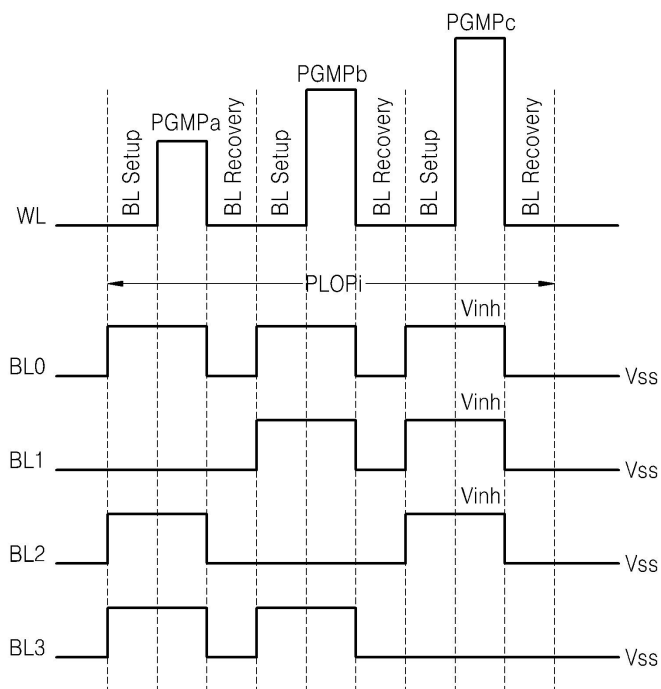 PGMPc
PGMPb
PGMPa
BL Setup
BL Recovery
BL Setup
BL Recovery
BL Setup
BL Recovery
WL
PLOPi
Vinh
BL0
Vss
Vinh
BL1
Vss
Vinh
BL2
Vss
BL3
Vss